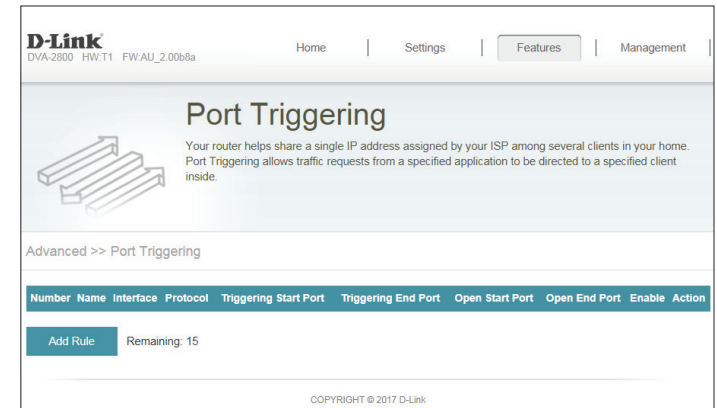 D-Link
DVA-2800 HW:T1 FW:AU_2.00b8a
Home | Settings | Features | Management |
Port Triggering
Your router helps share a single IP address assigned by your ISP among several clients in your home.
Port Triggering allows traffic requests from a specified application to be directed to a specified client
inside.
Advanced >> Port Triggering
Number Name Interface Protocol Triggering Start Port Triggering End Port Open Start Port Open End Port Enable Action
Add Rule Remaining: 15
COPYRIGHT © 2017 D-Link